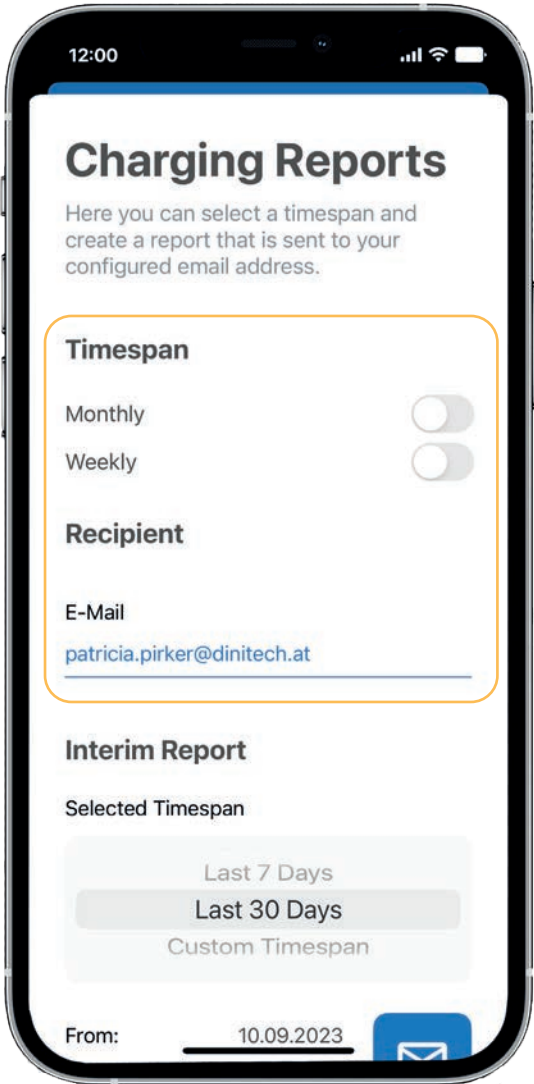 12:00
Charging Reports
Here you can select a timespan and
create a report that is sent to your
configured email address.
Timespan
Monthly
Weekly
Recipient
E-Mail
patricia.pirker@dinitech.at
Interim Report
Selected Timespan
Last 7 Days
Last 30 Days
Custom Timespan
From: 10.09.2023